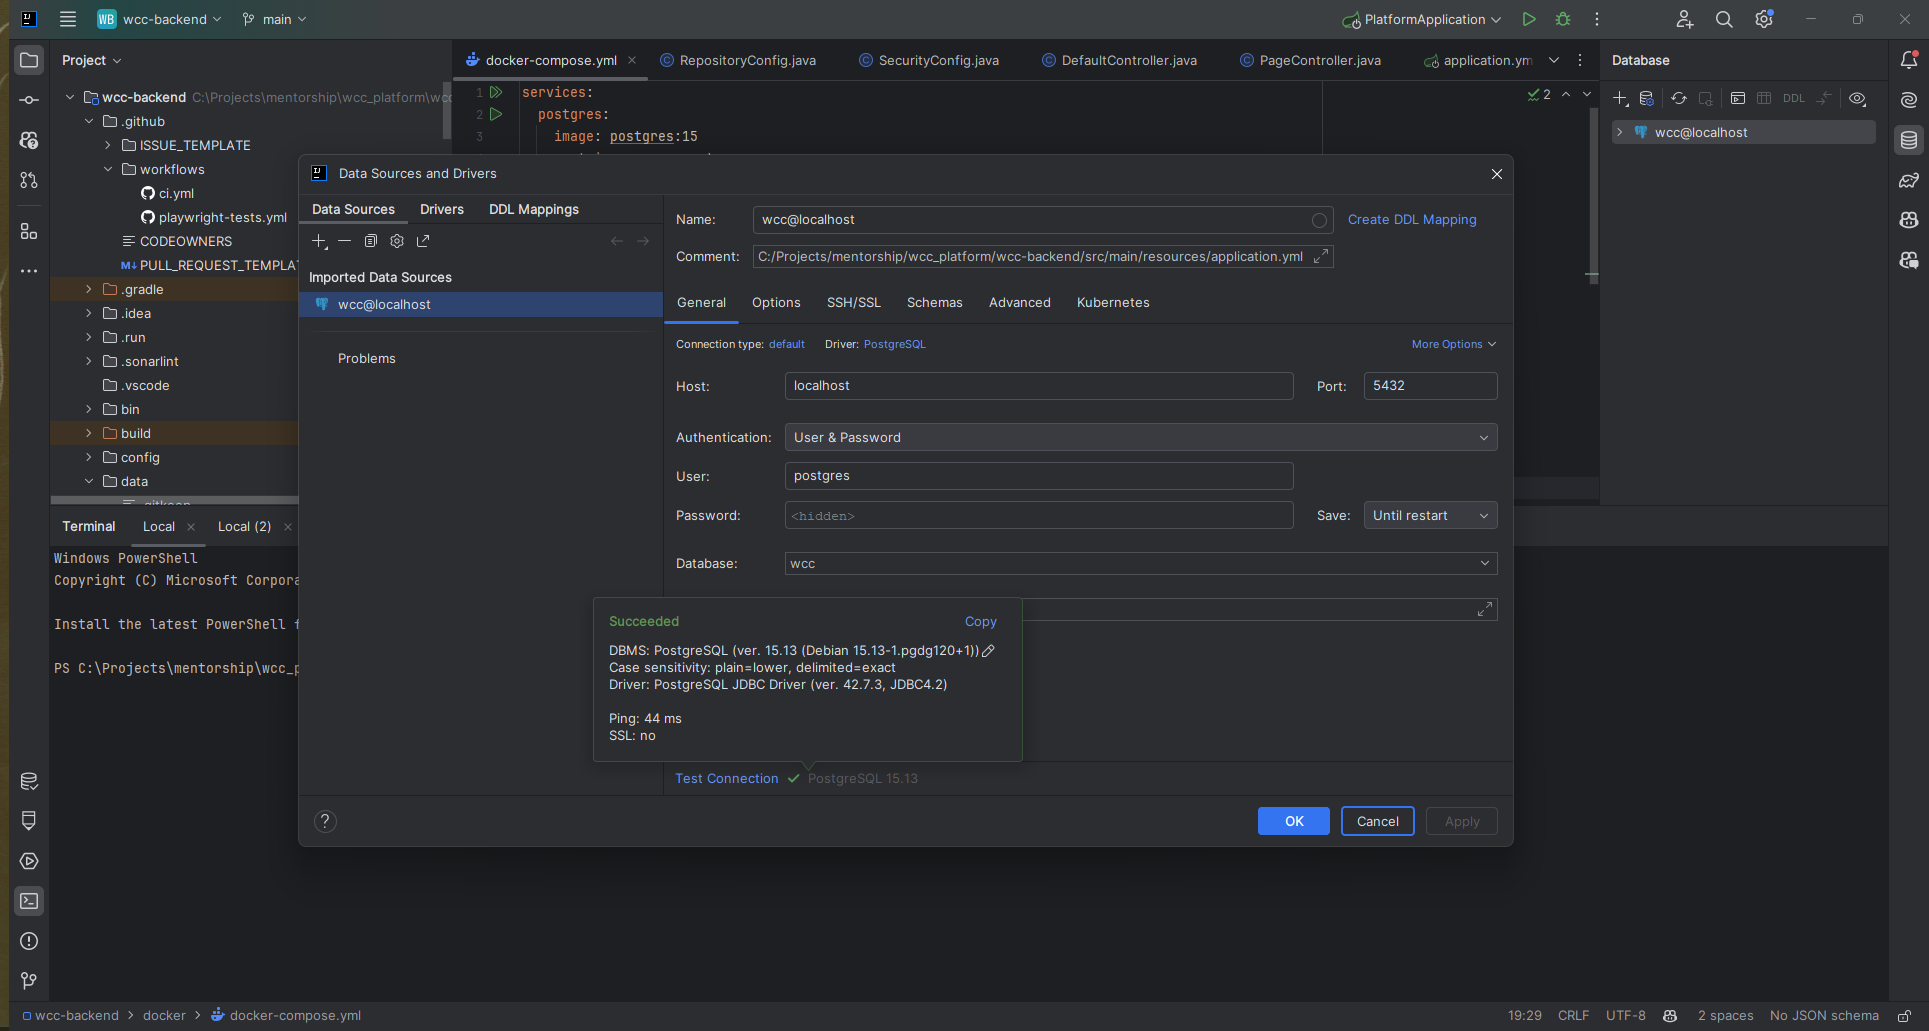 WB wcc-backend main PlatformApplication
Project
docker-compose.yml RepositoryConfig.java SecurityConfig.java DefaultController.java PageController.java application.ym
Database
DDL
wcc@localhost
wcc-backend C:\Projects\mentorship\wcc_platform\wcc
.github
ISSUE_TEMPLATE
workflows
ci.yml
playwright-tests.yml
CODEOWNERS
M↓ PULL_REQUEST_TEMPLAT
.gradle
.idea
.run
.sonarlint
.vscode
bin
build
config
data
.gitkeep
1 services:
2 postgres:
3 image: postgres:15
2
Data Sources and Drivers
Data Sources Drivers DDL Mappings
Imported Data Sources
wcc@localhost
Problems
Name: wcc@localhost Create DDL Mapping
Comment: C:/Projects/mentorship/wcc_platform/wcc-backend/src/main/resources/application.yml
General Options SSH/SSL Schemas Advanced Kubernetes
Connection type: default Driver: PostgreSQL More Options
Host: localhost Port: 5432
Authentication: User & Password
User: postgres
Password: <hidden> Save: Until restart
Database: wcc
Succeeded Copy
DBMS: PostgreSQL (ver. 15.13 (Debian 15.13-1.pgdg120+1))
Case sensitivity: plain=lower, delimited=exact
Driver: PostgreSQL JDBC Driver (ver. 42.7.3, JDBC4.2)
Ping: 44 ms
SSL: no
Test Connection PostgreSQL 15.13
? OK Cancel Apply
Terminal Local Local (2)
Windows PowerShell
Copyright (C) Microsoft Corpora
Install the latest PowerShell f
PS C:\Projects\mentorship\wcc_p
wcc-backend > docker > docker-compose.yml
19:29 CRLF UTF-8 2 spaces No JSON schema